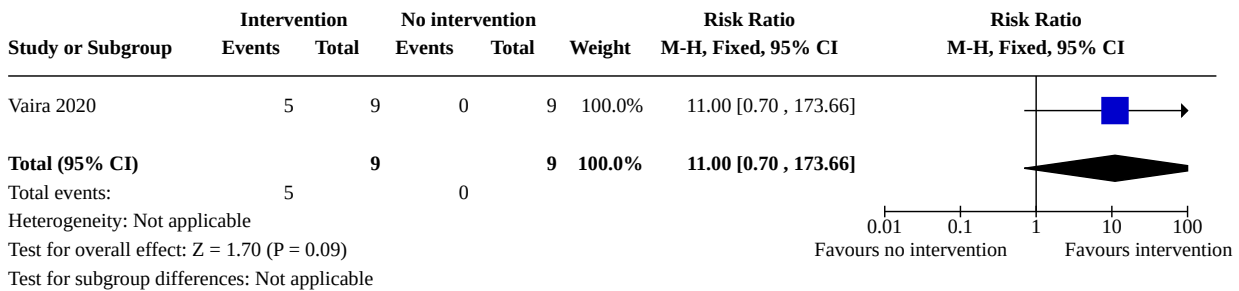 Intervention No intervention Risk Ratio Risk Ratio
Study or Subgroup Events Total Events Total Weight M-H, Fixed, 95% CI M-H, Fixed, 95% CI
Vaira 2020 5 9 0 9 100.0% 11.00 [0.70 , 173.66]
Total (95% CI) 9 9 100.0% 11.00 [0.70 , 173.66]
Total events: 5 0
Heterogeneity: Not applicable
0.01 0.1 1 10 100
Test for overall effect: Z = 1.70 (P = 0.09) Favours no intervention Favours intervention
Test for subgroup differences: Not applicable